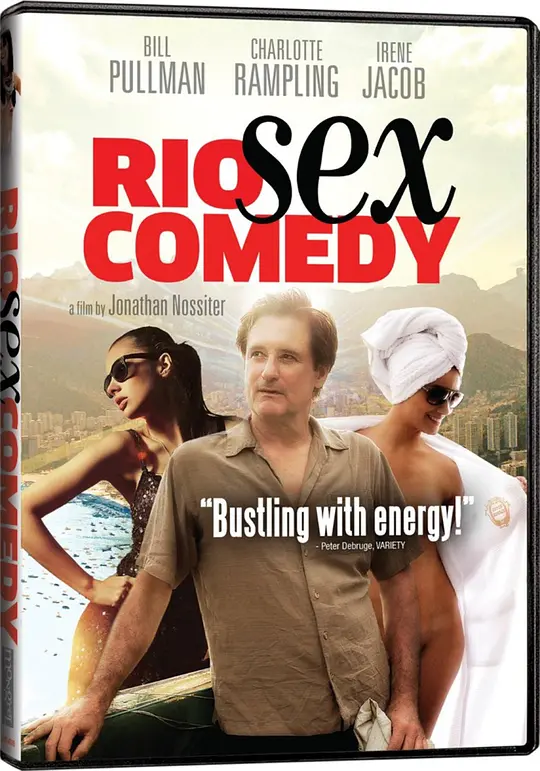 BILL
PULLMAN
CHARLOTTE
RAMPLING
IRENE
JACOB
RIO sex
COMEDY
a film by Jonathan Nossiter
"Bustling with energy!"
- Peter Debruge, VARIETY
RIO sex COMEDY